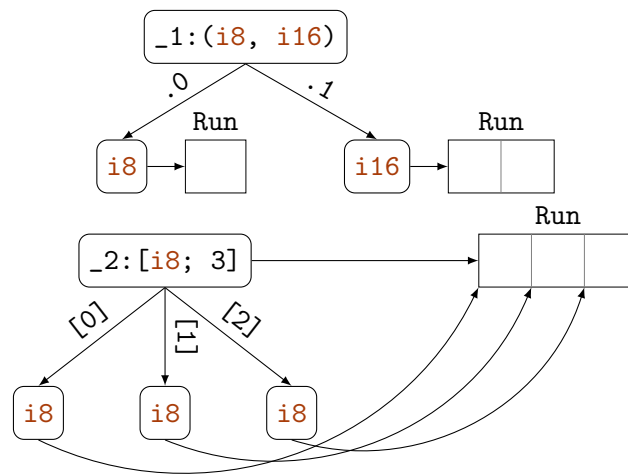 _1:(i8, i16)
.0 .1
Run Run
i8 i16
Run
_2:[i8; 3]
[0] [1] [2]
i8 i8 i8